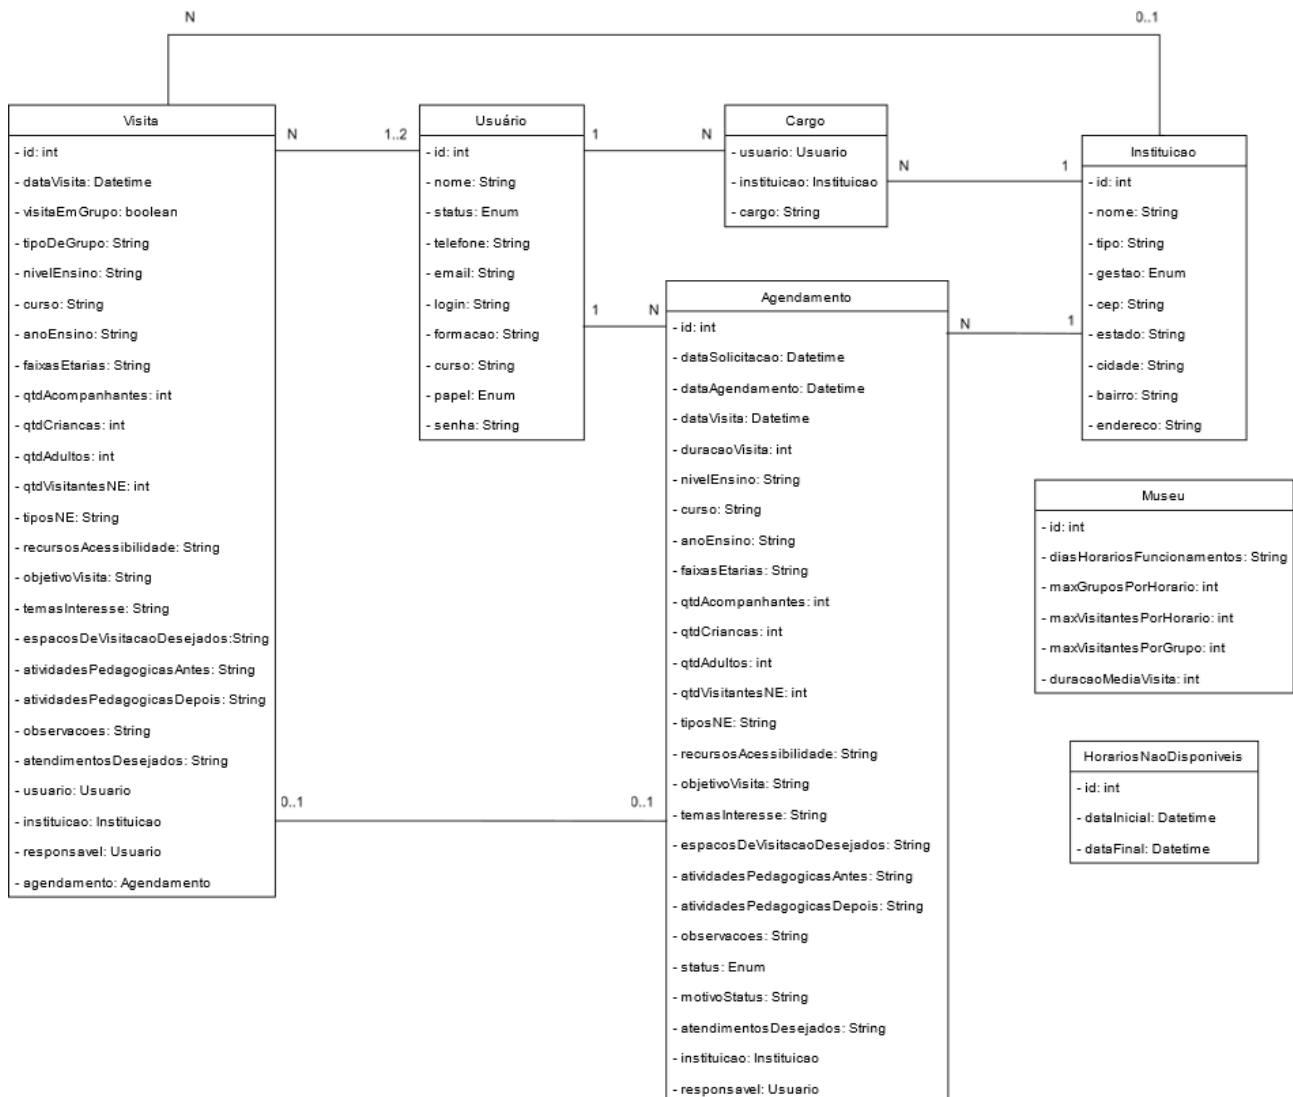 N
0..1
Visita
- id: int
- dataVisita: Datetime
- visitaEmGrupo: boolean
- tipoDeGrupo: String
- nivelEnsino: String
- curso: String
- anoEnsino: String
- faixasEtarias: String
- qtdAcompanhantes: int
- qtdCriancas: int
- qtdAdultos: int
- qtdVisitantesNE: int
- tiposNE: String
- recursosAcessibilidade: String
- objetivoVisita: String
- temasInteresse: String
- espacosDeVisitacaoDesejados:String
- atividadesPedagogicasAntes: String
- atividadesPedagogicasDepois: String
- observacoes: String
- atendimentosDesejados: String
- usuario: Usuario
- instituicao: Instituicao
- responsavel: Usuario
- agendamento: Agendamento
N
1..2
Usuário
- id: int
- nome: String
- status: Enum
- telefone: String
- email: String
- login: String
- formacao: String
- curso: String
- papel: Enum
- senha: String
1
N
Cargo
- usuario: Usuario
- instituicao: Instituicao
- cargo: String
N
1
Instituicao
- id: int
- nome: String
- tipo: String
- gestao: Enum
- cep: String
- estado: String
- cidade: String
- bairro: String
- endereco: String
1
N
Agendamento
- id: int
- dataSolicitacao: Datetime
- dataAgendamento: Datetime
- dataVisita: Datetime
- duracaoVisita: int
- nivelEnsino: String
- curso: String
- anoEnsino: String
- faixasEtarias: String
- qtdAcompanhantes: int
- qtdCriancas: int
- qtdAdultos: int
- qtdVisitantesNE: int
- tiposNE: String
- recursosAcessibilidade: String
- objetivoVisita: String
- temasInteresse: String
- espacosDeVisitacaoDesejados: String
- atividadesPedagogicasAntes: String
- atividadesPedagogicasDepois: String
- observacoes: String
- status: Enum
- motivoStatus: String
- atendimentosDesejados: String
- instituicao: Instituicao
- responsavel: Usuario
N
1
0..1
0..1
Museu
- id: int
- diasHorariosFuncionamentos: String
- maxGruposPorHorario: int
- maxVisitantesPorHorario: int
- maxVisitantesPorGrupo: int
- duracaoMediaVisita: int
HorariosNaoDisponiveis
- id: int
- dataInicial: Datetime
- dataFinal: Datetime